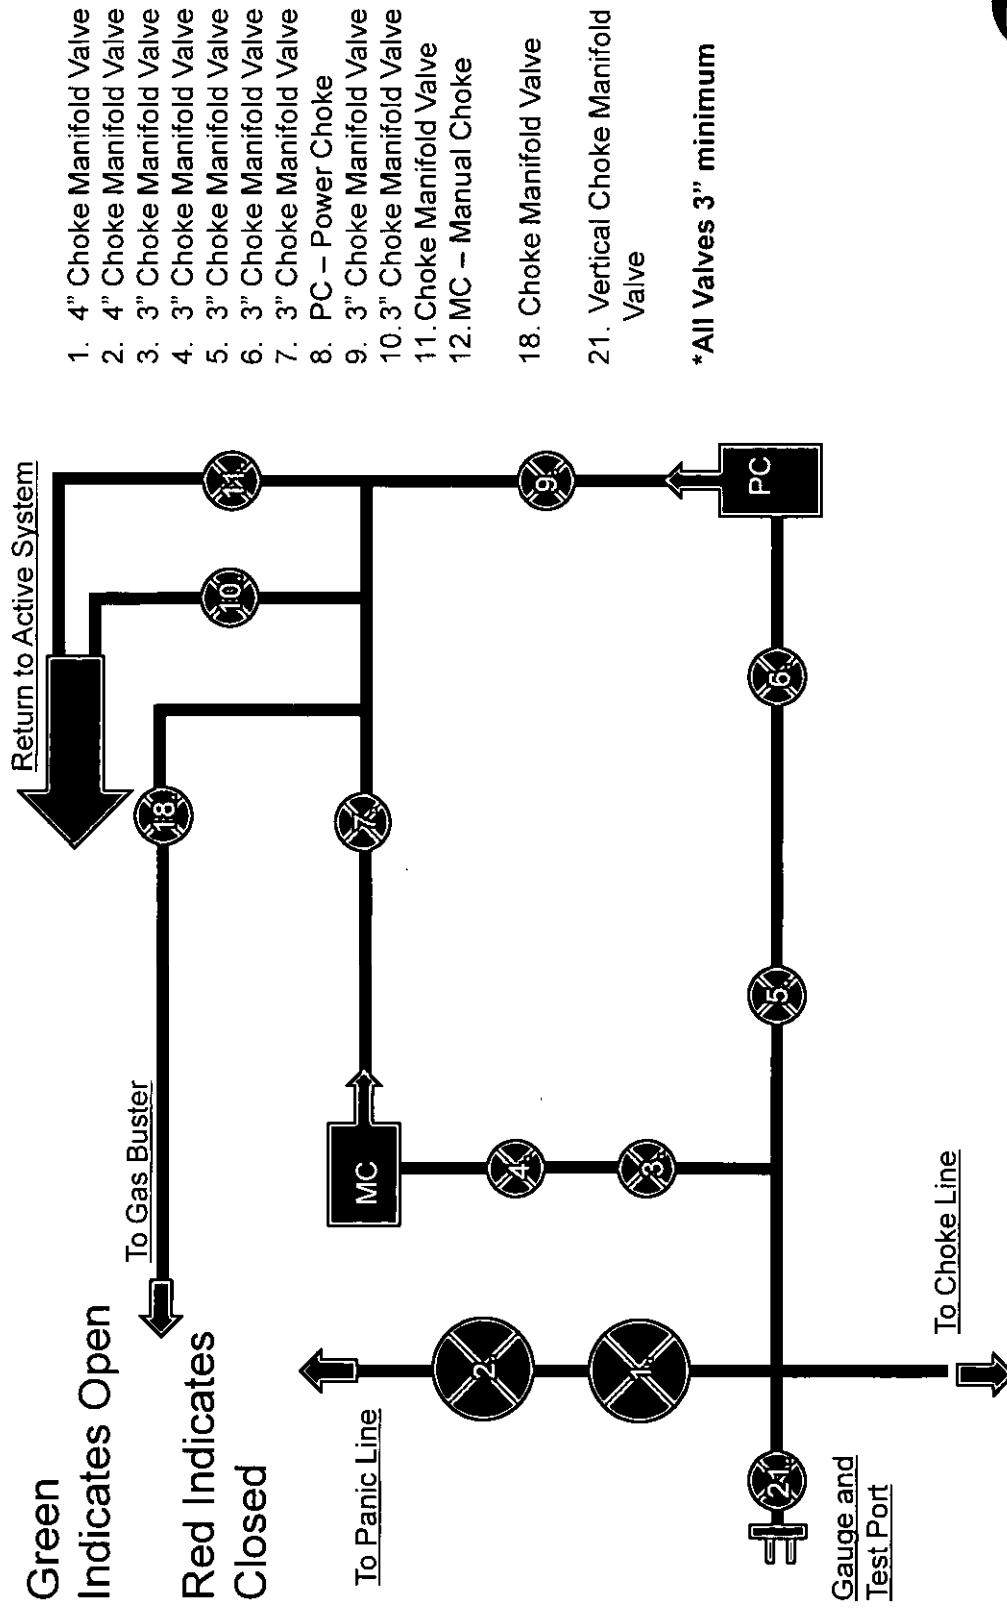 Green
Indicates Open
Red Indicates
Closed
To Gas Buster
Return to Active System
To Panic Line
Gauge and
Test Port
To Choke Line
18.
10.
11.
7.
9.
MC
4.
3.
2.
1.
21.
5.
6.
PC
1. 4" Choke Manifold Valve
2. 4" Choke Manifold Valve
3. 3" Choke Manifold Valve
4. 3" Choke Manifold Valve
5. 3" Choke Manifold Valve
6. 3" Choke Manifold Valve
7. 3" Choke Manifold Valve
8. PC – Power Choke
9. 3" Choke Manifold Valve
10. 3" Choke Manifold Valve
11. Choke Manifold Valve
12. MC – Manual Choke
18. Choke Manifold Valve
21. Vertical Choke Manifold
Valve
*All Valves 3" minimum